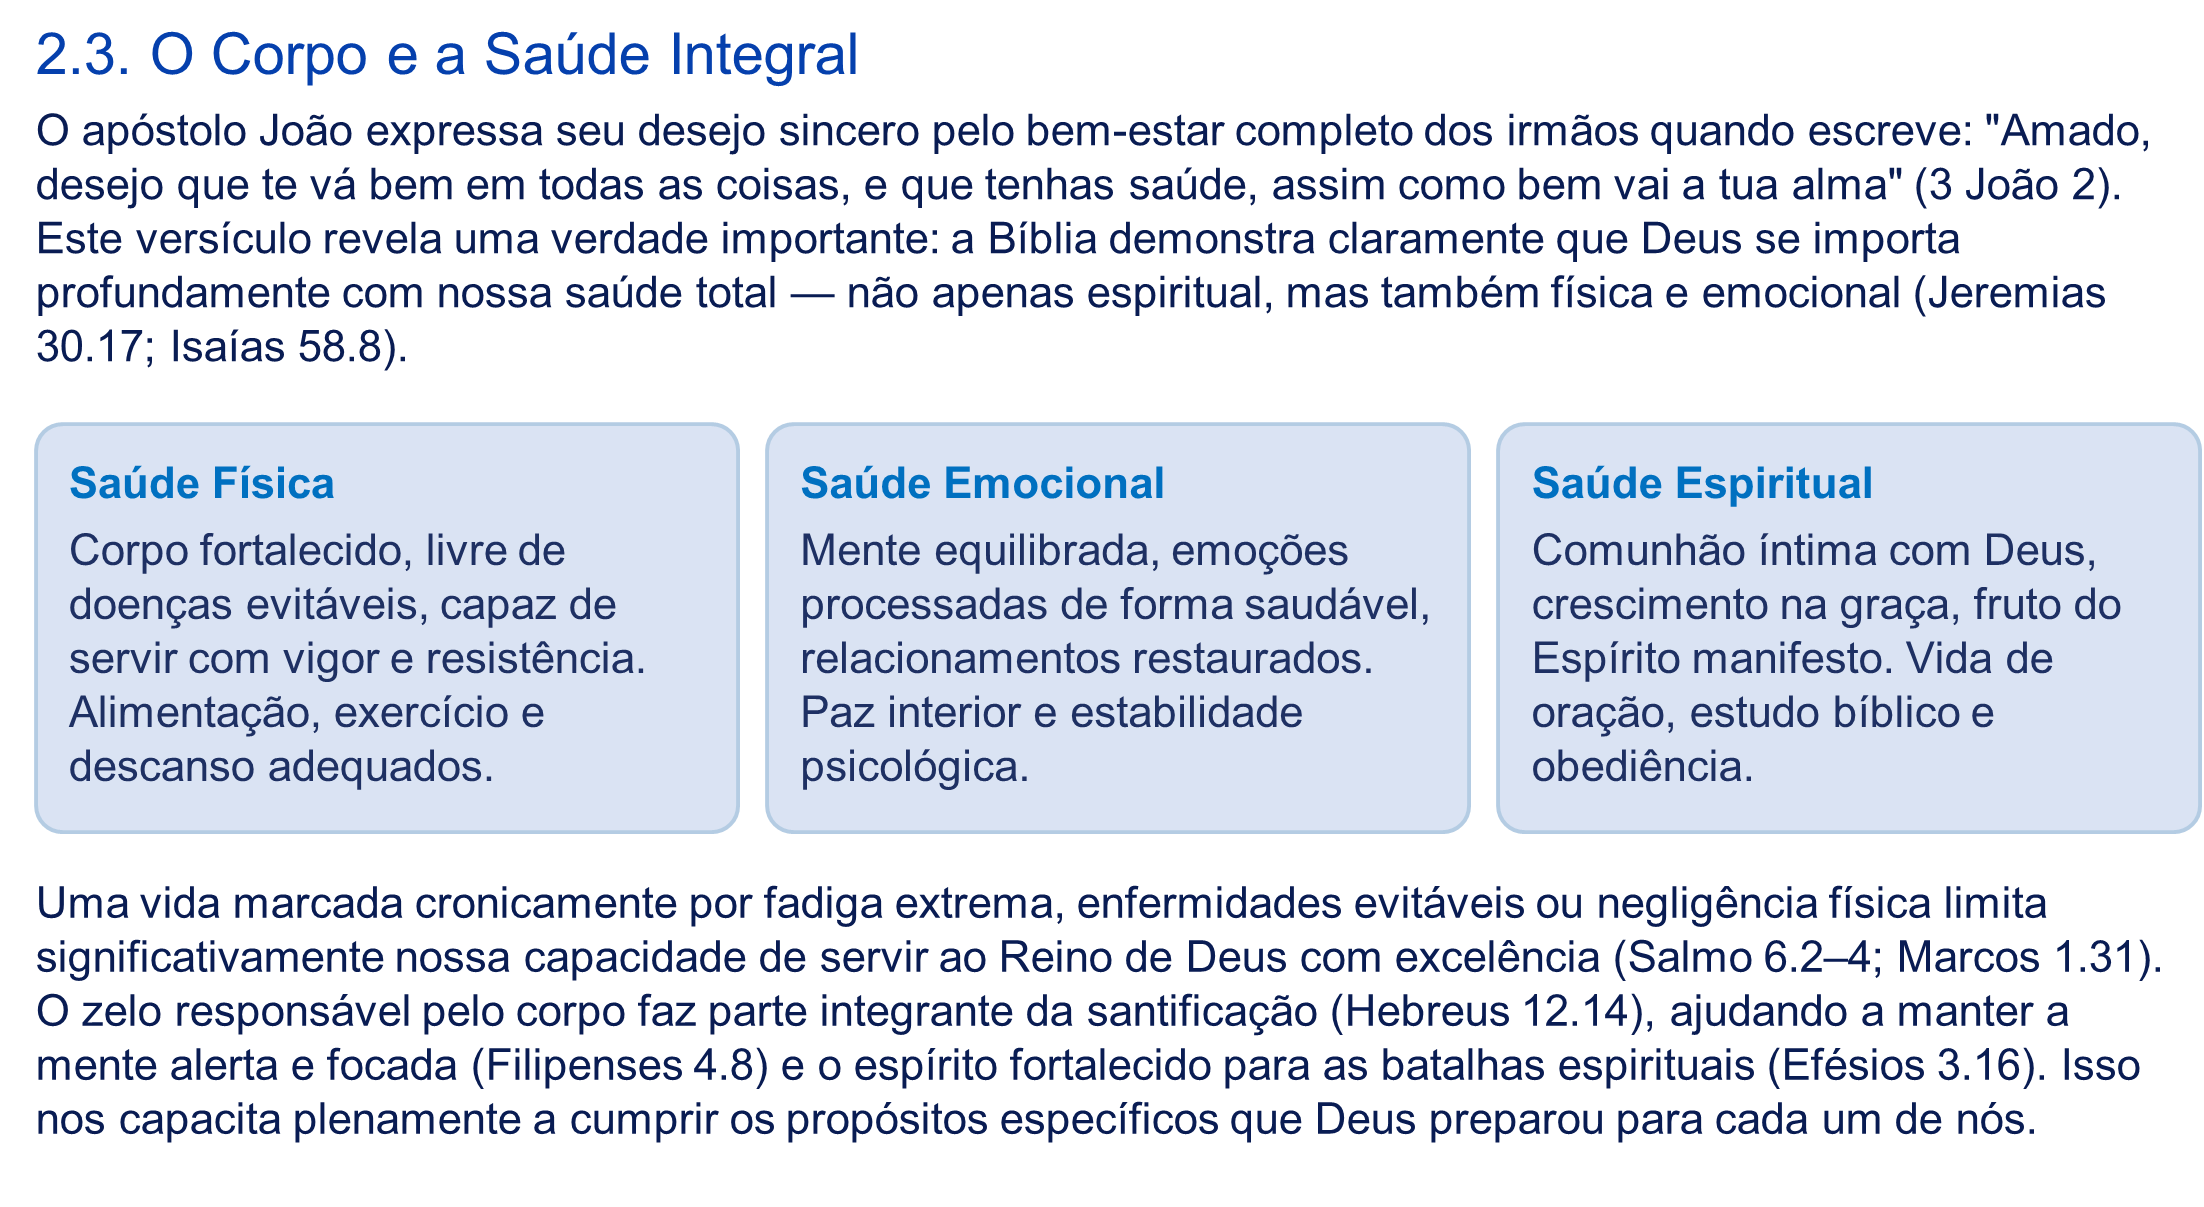 2.3. O Corpo e a Saúde Integral
O apóstolo João expressa seu desejo sincero pelo bem-estar completo dos irmãos quando escreve: "Amado,
desejo que te vá bem em todas as coisas, e que tenhas saúde, assim como bem vai a tua alma" (3 João 2).
Este versículo revela uma verdade importante: a Bíblia demonstra claramente que Deus se importa
profundamente com nossa saúde total — não apenas espiritual, mas também física e emocional (Jeremias
30.17; Isaías 58.8).
Saúde Física
Corpo fortalecido, livre de
doenças evitáveis, capaz de
servir com vigor e resistência.
Alimentação, exercício e
descanso adequados.
Saúde Emocional
Mente equilibrada, emoções
processadas de forma saudável,
relacionamentos restaurados.
Paz interior e estabilidade
psicológica.
Saúde Espiritual
Comunhão íntima com Deus,
crescimento na graça, fruto do
Espírito manifesto. Vida de
oração, estudo bíblico e
obediência.
Uma vida marcada cronicamente por fadiga extrema, enfermidades evitáveis ou negligência física limita
significativamente nossa capacidade de servir ao Reino de Deus com excelência (Salmo 6.2–4; Marcos 1.31).
O zelo responsável pelo corpo faz parte integrante da santificação (Hebreus 12.14), ajudando a manter a
mente alerta e focada (Filipenses 4.8) e o espírito fortalecido para as batalhas espirituais (Efésios 3.16). Isso
nos capacita plenamente a cumprir os propósitos específicos que Deus preparou para cada um de nós.